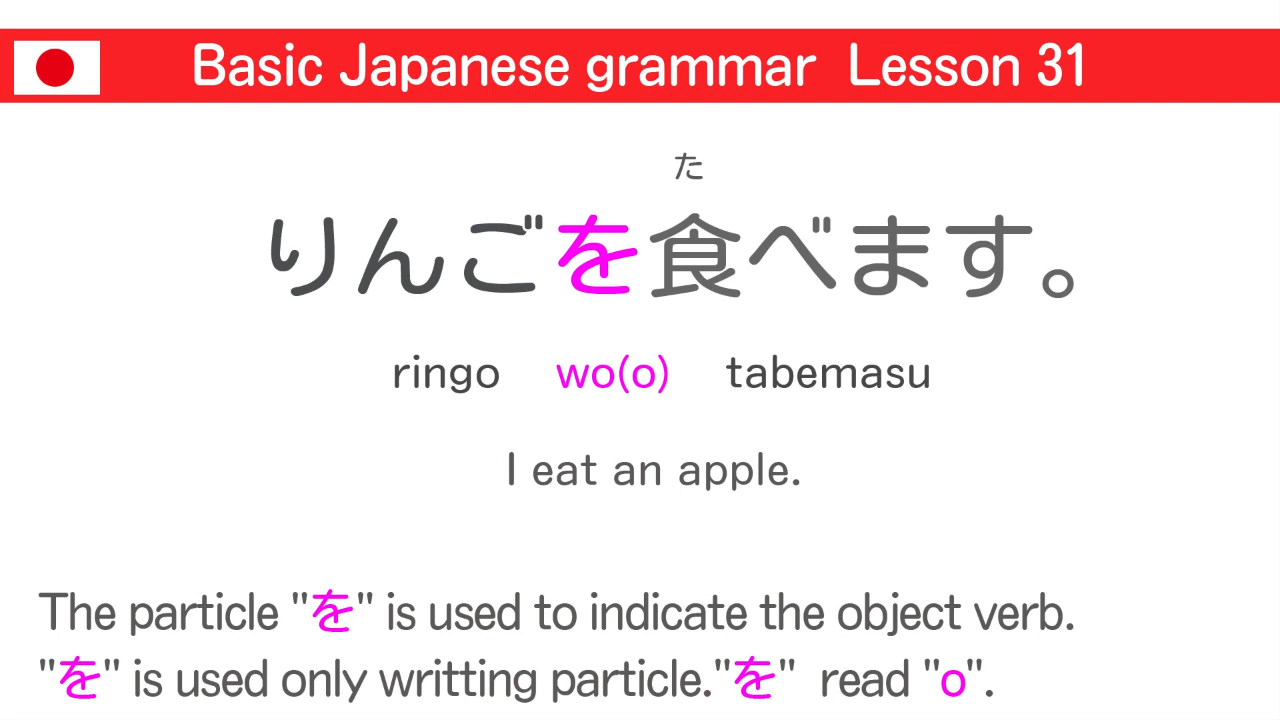 Basic Japanese grammar Lesson 31
た
りんごを食べます。
ringo wo(o) tabemasu
I eat an apple.
The particle "を" is used to indicate the object verb.
"を" is used only writting particle."を" read "o".